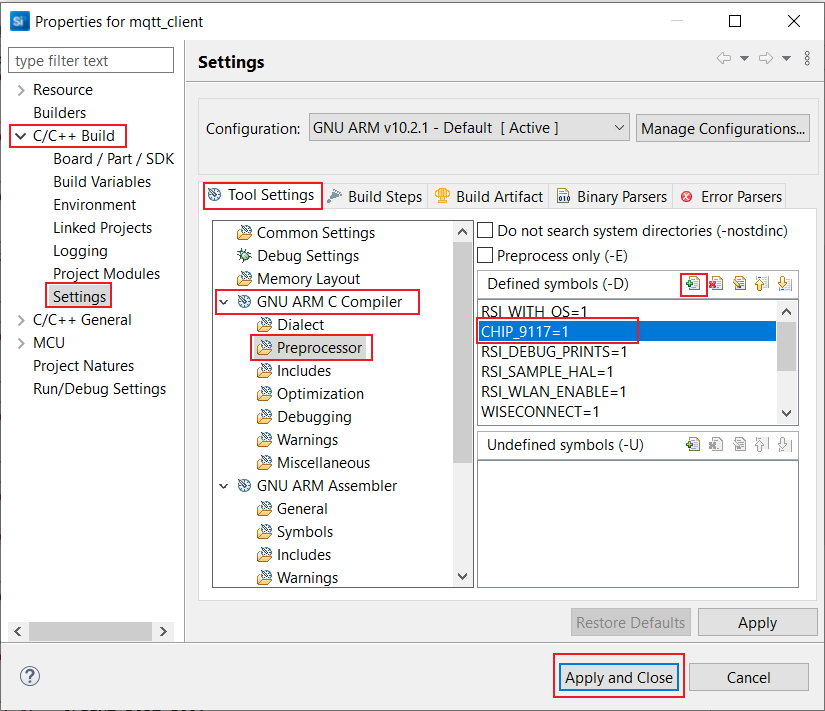 Si Properties for mqtt_client
type filter text
Resource
Builders
C/C++ Build
Board / Part / SDK
Build Variables
Environment
Linked Projects
Logging
Project Modules
Settings
C/C++ General
MCU
Project Natures
Run/Debug Settings
Settings
Configuration: GNU ARM v10.2.1 - Default [ Active ] Manage Configurations...
Tool Settings Build Steps Build Artifact Binary Parsers Error Parsers
Common Settings
Debug Settings
Memory Layout
GNU ARM C Compiler
Dialect
Preprocessor
Includes
Optimization
Debugging
Warnings
Miscellaneous
GNU ARM Assembler
General
Symbols
Includes
Warnings
Do not search system directories (-nostdinc)
Preprocess only (-E)
Defined symbols (-D)
RSI_WITH_OS=1
CHIP_9117=1
RSI_DEBUG_PRINTS=1
RSI_SAMPLE_HAL=1
RSI_WLAN_ENABLE=1
WISECONNECT=1
Undefined symbols (-U)
Restore Defaults Apply
? Apply and Close Cancel